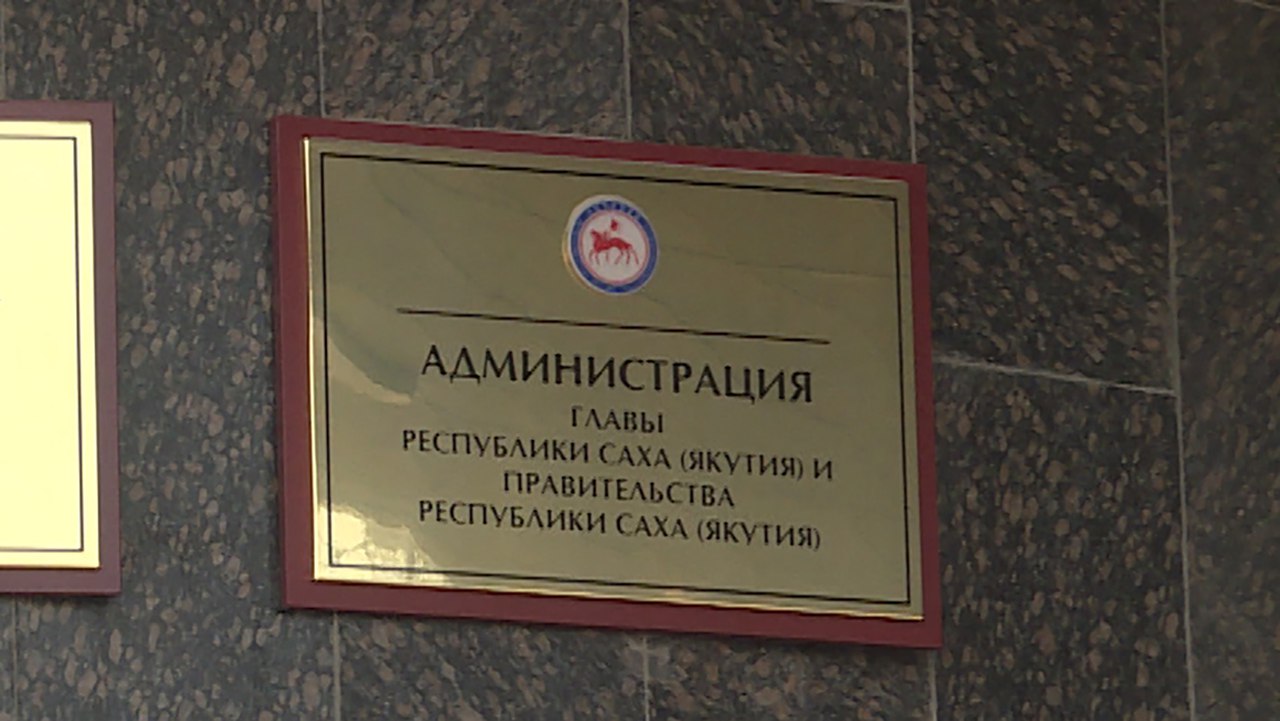 АДМИНИСТРАЦИЯ
ГЛАВЫ
РЕСПУБЛИКИ САХА (ЯКУТИЯ) И
ПРАВИТЕЛЬСТВА
РЕСПУБЛИКИ САХА (ЯКУТИЯ)